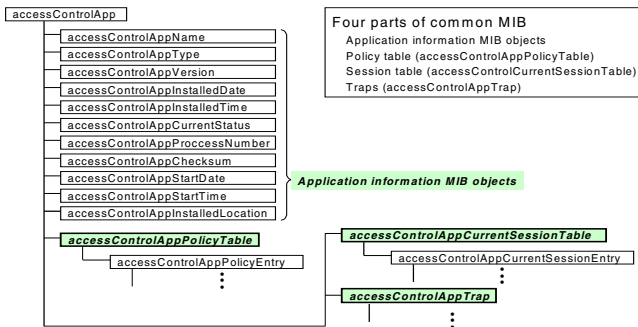 accessControlApp
accessControlAppName
accessControlAppType
accessControlAppVersion
accessControlAppInstalledDate
accessControlAppInstalledTime
accessControlAppCurrentStatus
accessControlAppProccessNumber
accessControlAppChecksum
accessControlAppStartDate
accessControlAppStartTime
accessControlAppInstalledLocation
Application information MIB objects
accessControlAppPolicyTable
accessControlAppPolicyEntry
Four parts of common MIB
Application information MIB objects
Policy table (accessControlAppPolicyTable)
Session table (accessControlCurrentSessionTable)
Traps (accessControlAppTrap)
accessControlAppCurrentSessionTable
accessControlAppCurrentSessionEntry
accessControlAppTrap